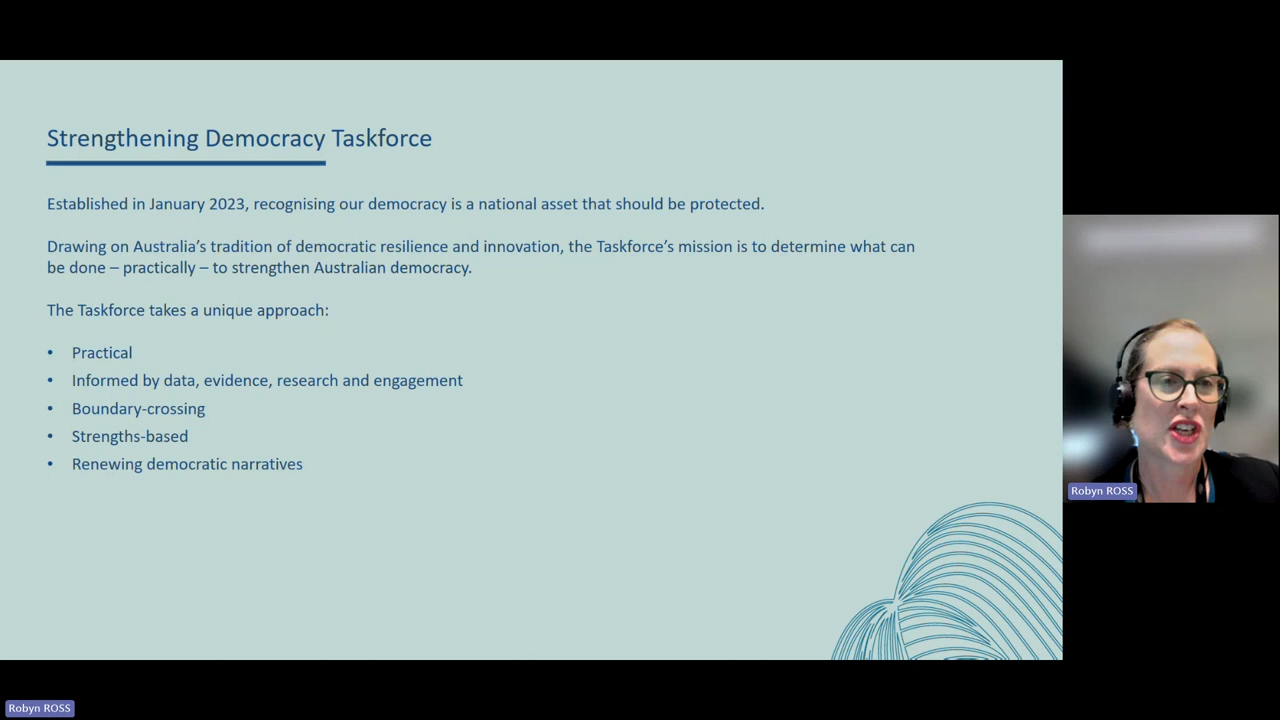 Strengthening Democracy Taskforce
Established in January 2023, recognising our democracy is a national asset that should be protected.
Drawing on Australia’s tradition of democratic resilience and innovation, the Taskforce’s mission is to determine what can
be done – practically – to strengthen Australian democracy.
The Taskforce takes a unique approach:
• Practical
• Informed by data, evidence, research and engagement
• Boundary-crossing
• Strengths-based
• Renewing democratic narratives
Robyn ROSS
Robyn ROSS